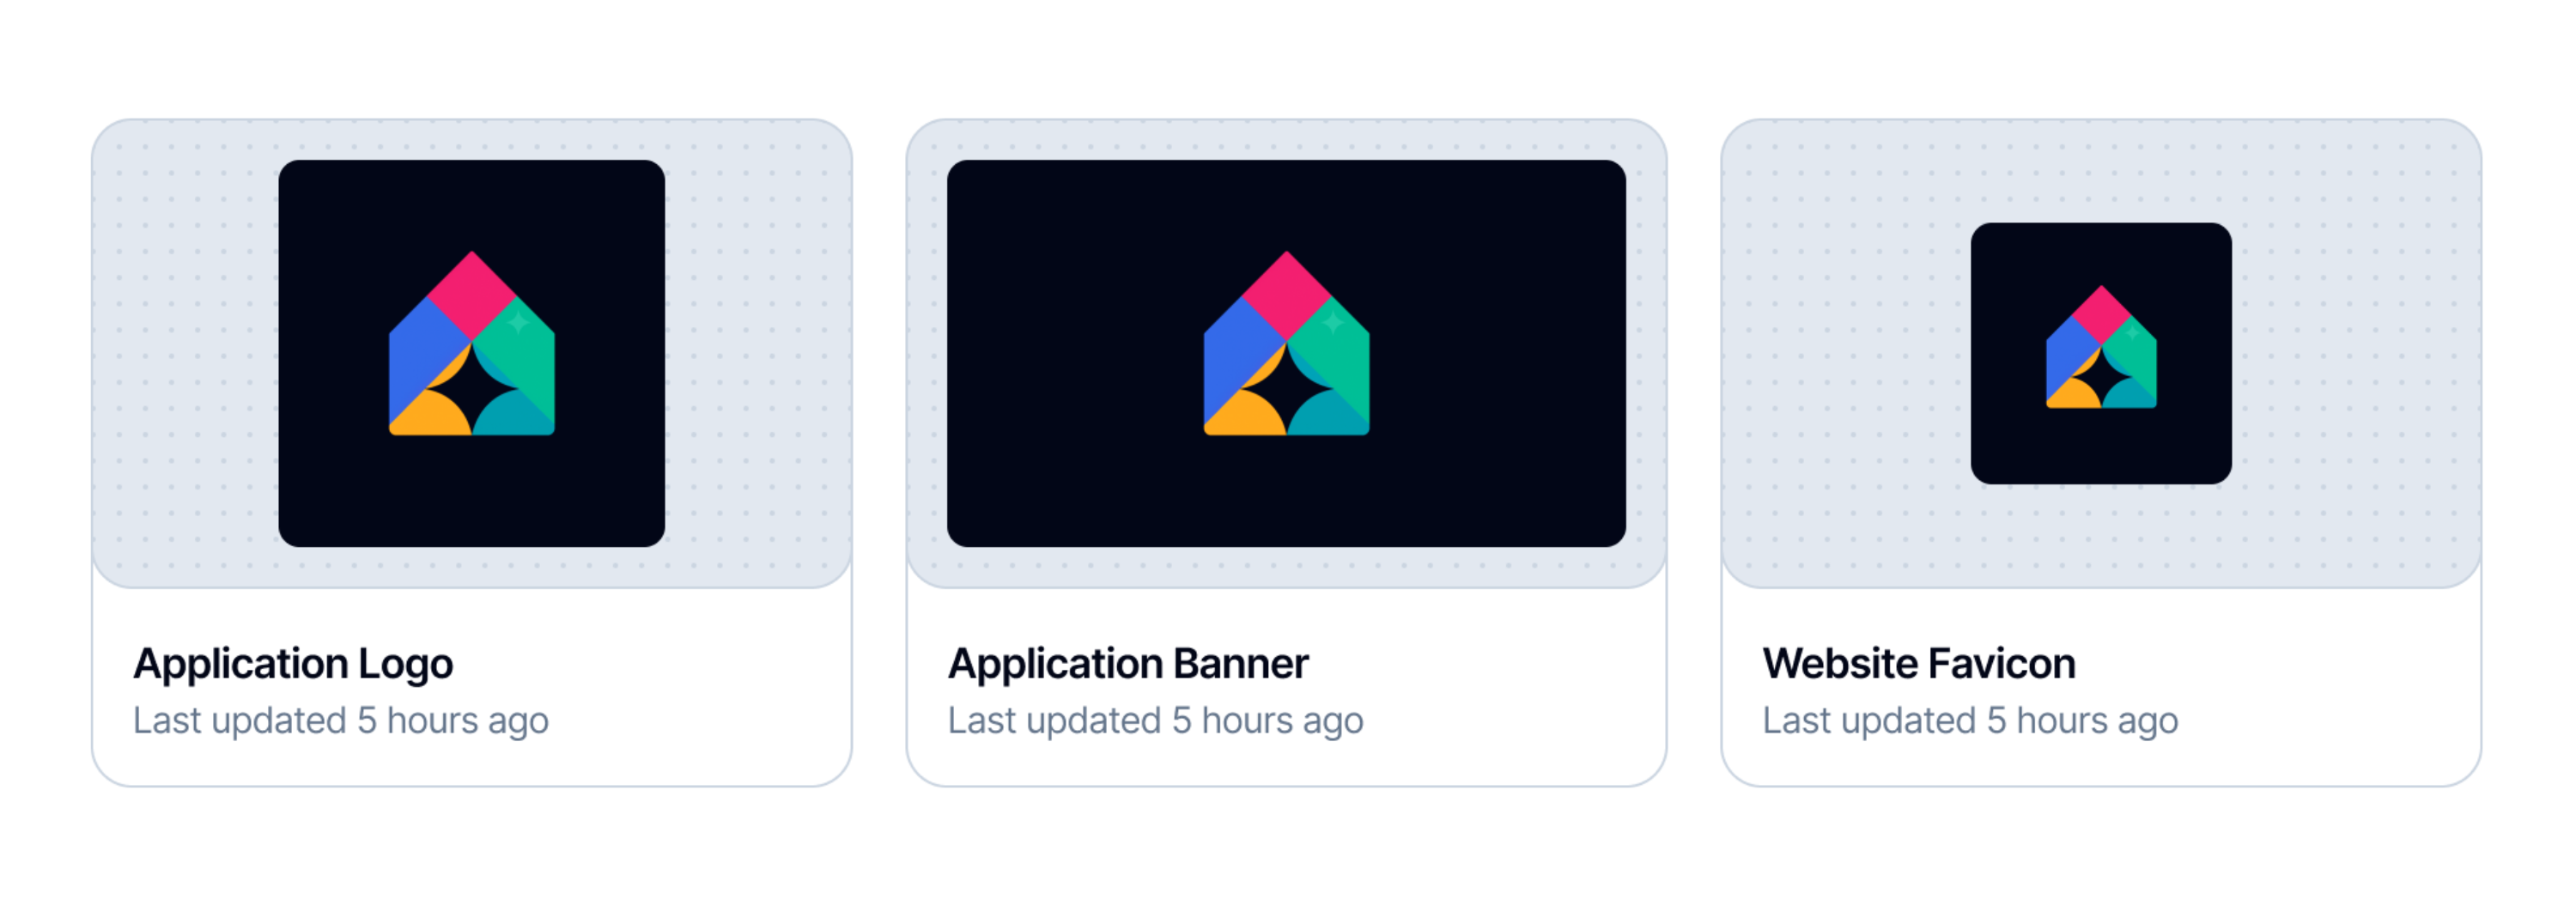 Application Logo
Last updated 5 hours ago
Application Banner
Last updated 5 hours ago
Website Favicon
Last updated 5 hours ago